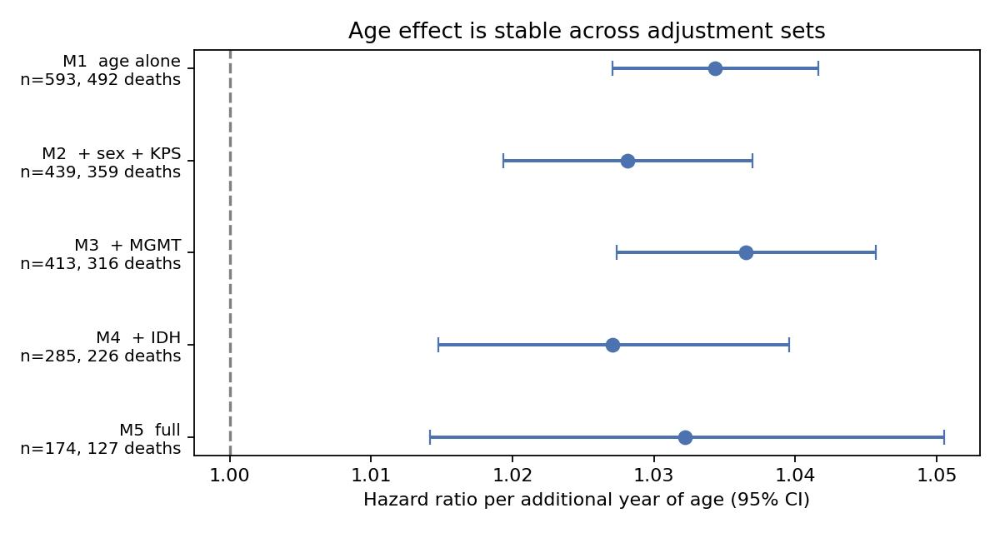 Age effect is stable across adjustment sets
M1  age alone
n=593, 492 deaths
M2  + sex + KPS
n=439, 359 deaths
M3  + MGMT
n=413, 316 deaths
M4  + IDH
n=285, 226 deaths
M5  full
n=174, 127 deaths
1.00 1.01 1.02 1.03 1.04 1.05
Hazard ratio per additional year of age (95% CI)